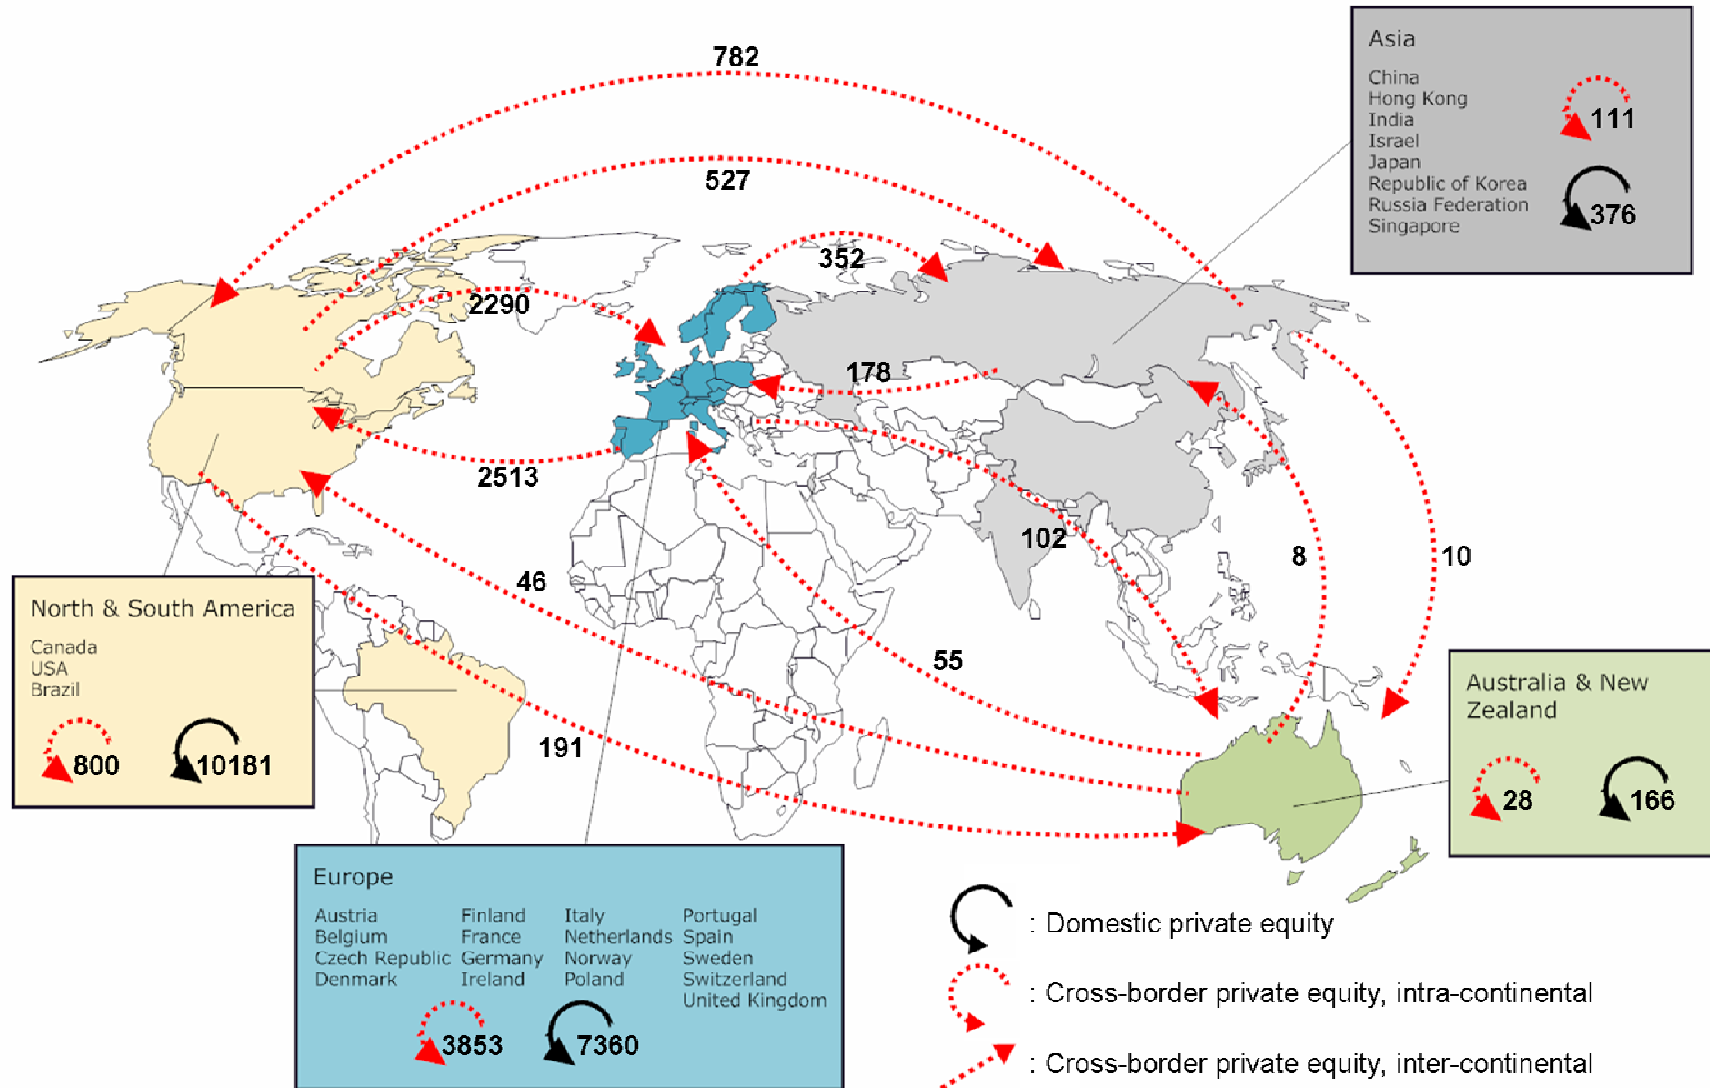 782
527
352
2290
178
2513
102
8
10
46
55
191
Asia
China
Hong Kong
India
Israel
Japan
Republic of Korea
Russia Federation
Singapore
111
376
North & South America
Canada
USA
Brazil
800
10181
Australia & New
Zealand
28
166
Europe
Austria Finland Italy Portugal
Belgium France Netherlands Spain
Czech Republic Germany Norway Sweden
Denmark Ireland Poland Switzerland
United Kingdom
3853
7360
: Domestic private equity
: Cross-border private equity, intra-continental
: Cross-border private equity, inter-continental